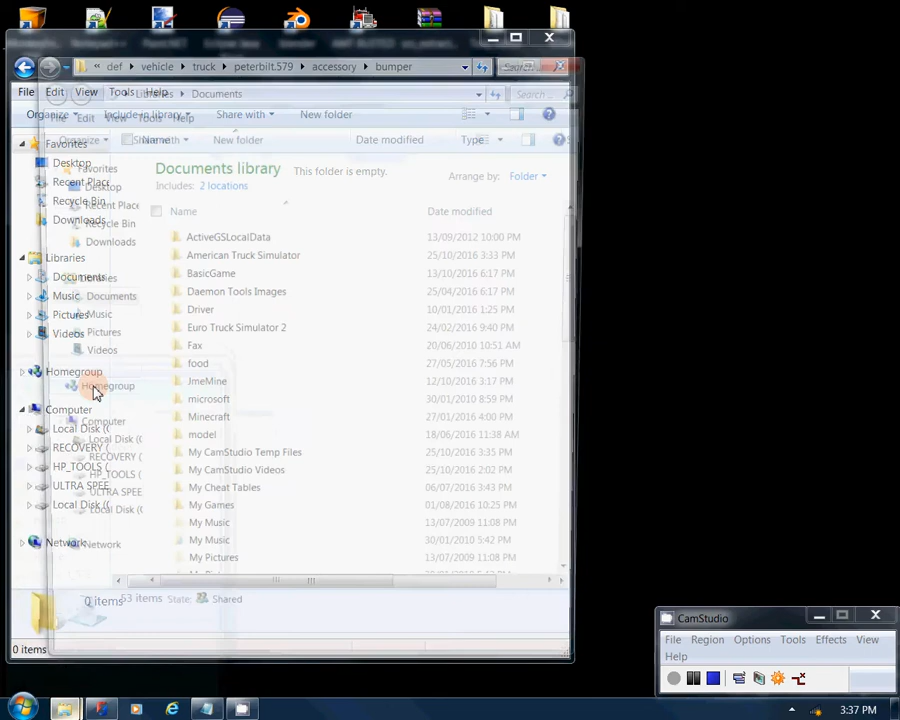 « def vehicle truck peterbilt.579 accessory bumper Search...
File Edit View Tools Help
Libraries Documents Search...
Organize Include in library Share with New folder
File Edit View Tools Help
Organize Share with New folder
Name Date modified Type
This folder is empty.
Documents library
Includes: 2 locations
Arrange by: Folder
Name Date modified
Favorites
Desktop
Recent Place
Recycle Bin
Downloads
Libraries
Documents
Music
Pictures
Videos
Homegroup
Computer
Local Disk (
RECOVERY (
HP_TOOLS (
ULTRA SPEE
Local Disk (
Network
Favorites
Desktop
Recent Place
Recycle Bin
Downloads
Libraries
Documents
Music
Pictures
Videos
Homegroup
Computer
Local Disk (
RECOVERY (
HP_TOOLS (
ULTRA SPEE
Local Disk (
Network
ActiveGSLocalData 13/09/2012 10:00 PM
American Truck Simulator 25/10/2016 3:33 PM
BasicGame 13/10/2016 6:17 PM
Daemon Tools Images 25/04/2016 6:17 PM
Driver 10/01/2016 1:25 PM
Euro Truck Simulator 2 24/02/2016 9:40 PM
Fax 20/06/2016 10:51 AM
food 27/05/2016 7:56 PM
JmeMine 12/10/2016 3:17 PM
microsoft 30/01/2010 8:59 PM
Minecraft 27/01/2016 4:00 PM
model 18/06/2016 11:38 AM
My CamStudio Temp Files 25/10/2016 3:35 PM
My CamStudio Videos 25/10/2016 2:02 PM
My Cheat Tables 06/07/2016 3:43 PM
My Games 01/08/2016 10:25 PM
My Music 13/07/2009 11:08 PM
My Music 30/01/2010 5:42 PM
My Pictures 13/07/2009 11:08 PM
0 items
53 items State: Shared
0 items
CamStudio
File Region Options Tools Effects View
Help
3:37 PM